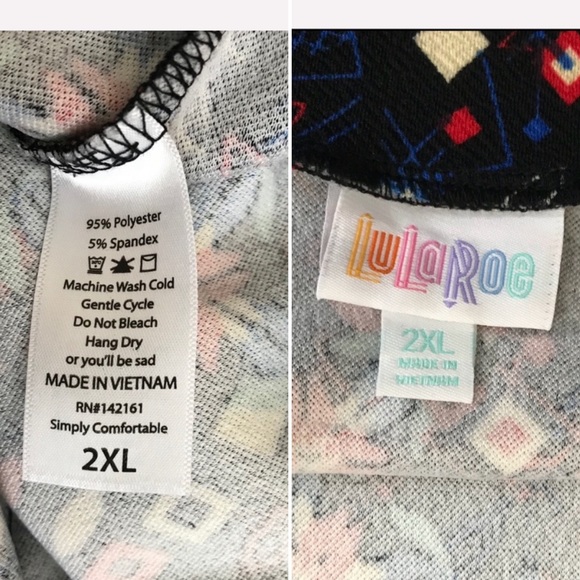 95% Polyester
5% Spandex
Machine Wash Cold
Gentle Cycle
Do Not Bleach
Hang Dry
or you'll be sad
MADE IN VIETNAM
RN#142161
Simply Comfortable
2XL
LuLaRoe
2XL
MADE IN
VIETNAM